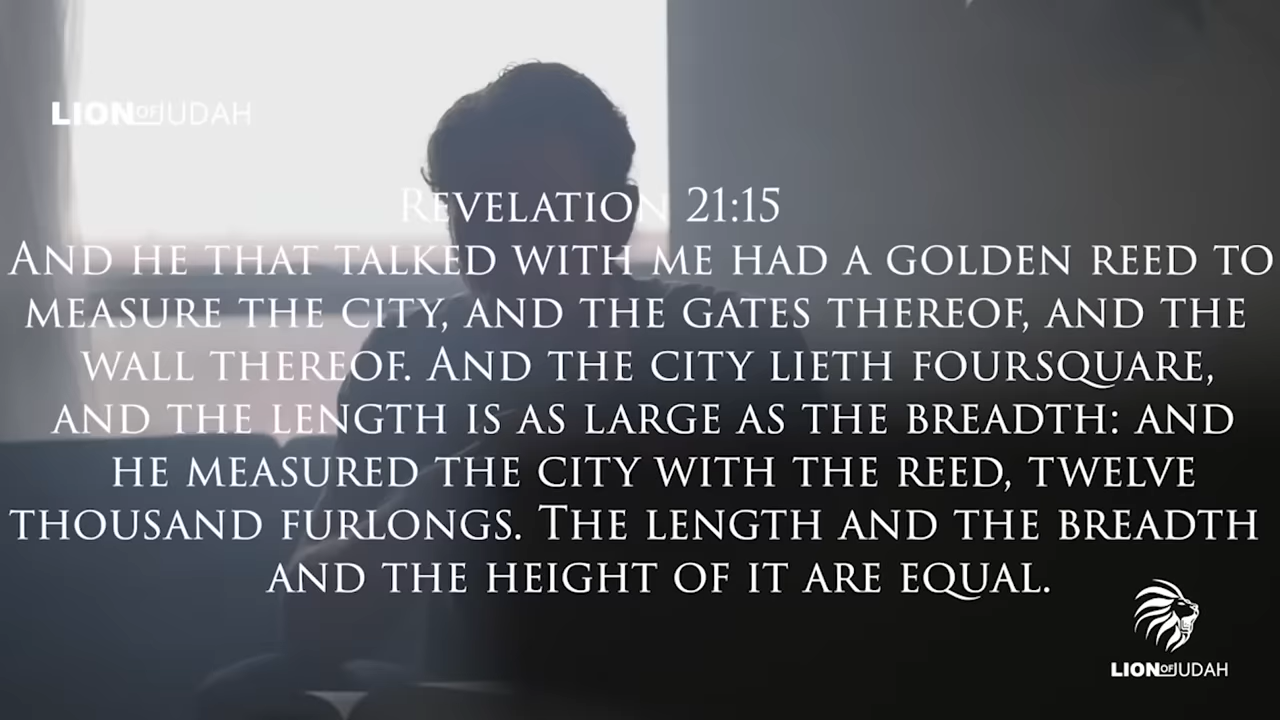 LION OF JUDAH
REVELATION 21:15
AND HE THAT TALKED WITH ME HAD A GOLDEN REED TO
MEASURE THE CITY, AND THE GATES THEREOF, AND THE
WALL THEREOF. AND THE CITY LIETH FOURSQUARE,
AND THE LENGTH IS AS LARGE AS THE BREADTH: AND
HE MEASURED THE CITY WITH THE REED, TWELVE
THOUSAND FURLONGS. THE LENGTH AND THE BREADTH
AND THE HEIGHT OF IT ARE EQUAL.
LION OF JUDAH